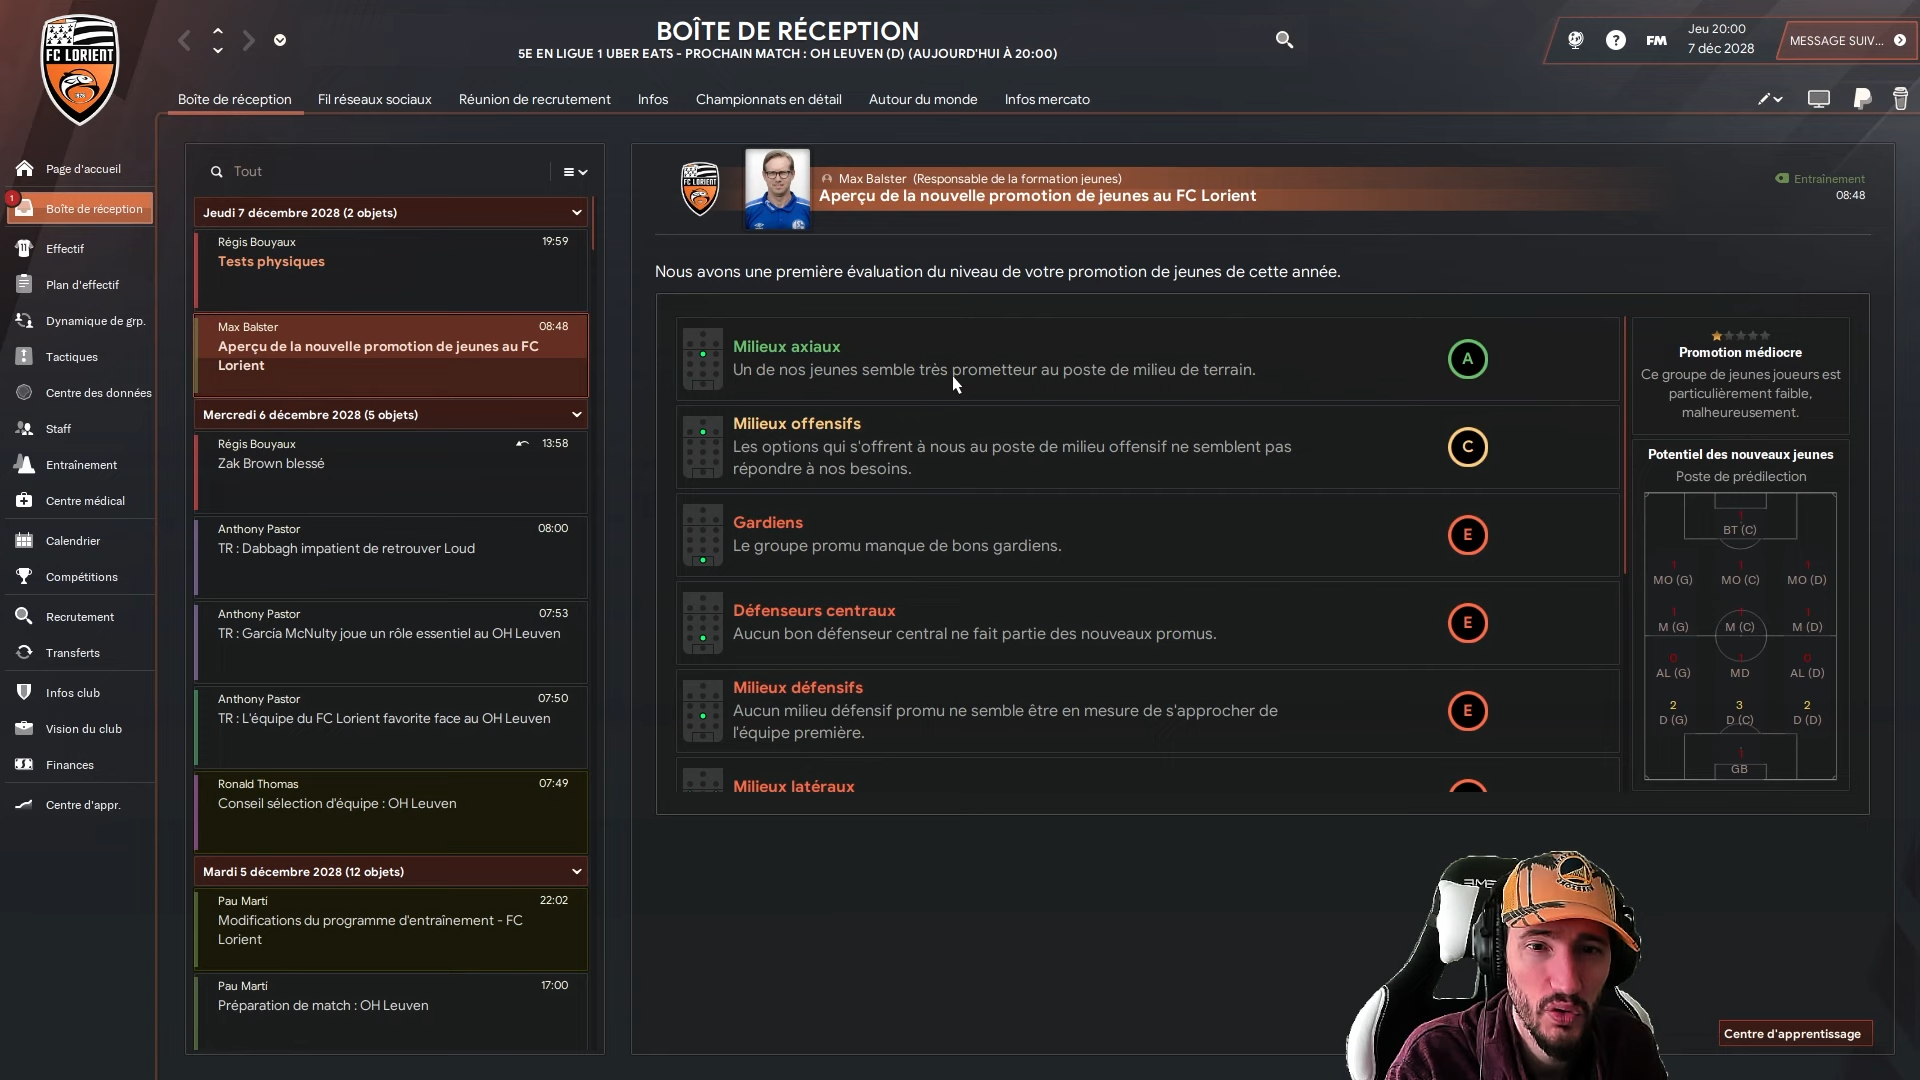 FC LORIENT
BOÎTE DE RÉCEPTION
5E EN LIGUE 1 UBER EATS - PROCHAIN MATCH : OH LEUVEN (D) (AUJOURD'HUI À 20:00)
FM
Jeu 20:00
7 déc 2028
MESSAGE SUIV...
Boîte de réception
Fil réseaux sociaux
Réunion de recrutement
Infos
Championnats en détail
Autour du monde
Infos mercato
Page d'accueil
1
Boîte de réception
Effectif
Plan d'effectif
Dynamique de grp.
Tactiques
Centre des données
Staff
Entraînement
Centre médical
Calendrier
Compétitions
Recrutement
Transferts
Infos club
Vision du club
Finances
Centre d'appr.
Tout
Jeudi 7 décembre 2028 (2 objets)
Régis Bouyaux 19:59
Tests physiques
Max Balster 08:48
Aperçu de la nouvelle promotion de jeunes au FC
Lorient
Mercredi 6 décembre 2028 (5 objets)
Régis Bouyaux 13:58
Zak Brown blessé
Anthony Pastor 08:00
TR : Dabbagh impatient de retrouver Loud
Anthony Pastor 07:53
TR : García McNulty joue un rôle essentiel au OH Leuven
Anthony Pastor 07:50
TR : L'équipe du FC Lorient favorite face au OH Leuven
Ronald Thomas 07:49
Conseil sélection d'équipe : OH Leuven
Mardi 5 décembre 2028 (12 objets)
Pau Martí 22:02
Modifications du programme d'entraînement - FC
Lorient
Pau Martí 17:00
Préparation de match : OH Leuven
FC LORIENT
Max Balster (Responsable de la formation jeunes)
Aperçu de la nouvelle promotion de jeunes au FC Lorient
Entraînement
08:48
Nous avons une première évaluation du niveau de votre promotion de jeunes de cette année.
Milieux axiaux
Un de nos jeunes semble très prometteur au poste de milieu de terrain.
A
Milieux offensifs
Les options qui s'offrent à nous au poste de milieu offensif ne semblent pas
répondre à nos besoins.
C
Gardiens
Le groupe promu manque de bons gardiens.
E
Défenseurs centraux
Aucun bon défenseur central ne fait partie des nouveaux promus.
E
Milieux défensifs
Aucun milieu défensif promu ne semble être en mesure de s'approcher de
l'équipe première.
E
Milieux latéraux
Promotion médiocre
Ce groupe de jeunes joueurs est
particulièrement faible,
malheureusement.
Potentiel des nouveaux jeunes
Poste de prédilection
1
BT (C)
1 1 1
MO (G) MO (C) MO (D)
1 1 1
M (G) M (C) M (D)
0 1 0
AL (G) MD AL (D)
2 3 2
D (G) D (C) D (D)
1
GB
Centre d'apprentissage